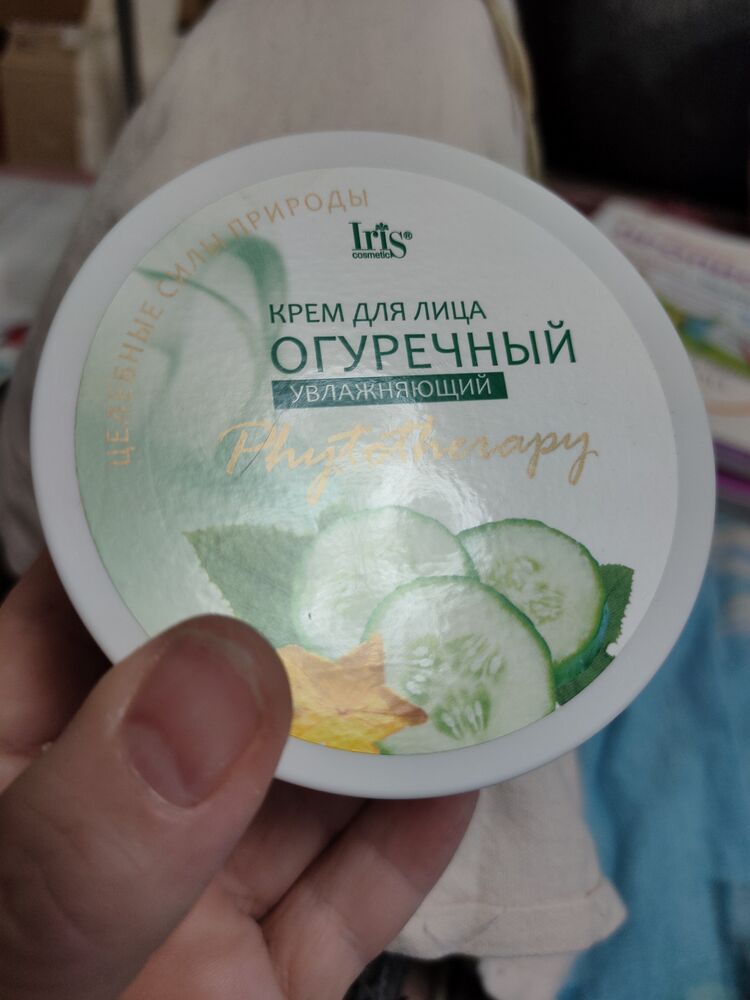 ЦЕЛЕБНЫЕ СИЛЫ ПРИРОДЫ
Iris®
cosmetic
КРЕМ ДЛЯ ЛИЦА
ОГУРЕЧНЫЙ
УВЛАЖНЯЮЩИЙ
Phytotherapy